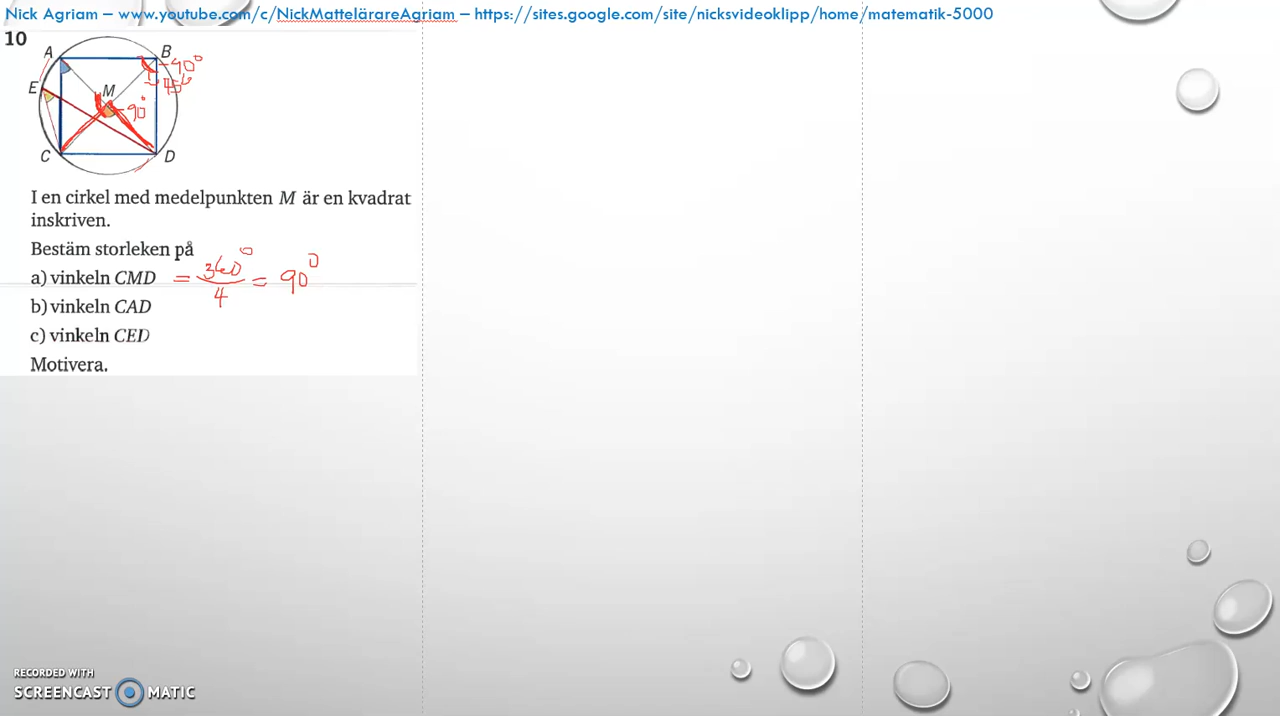 Nick Agriam – www.youtube.com/c/NickMattelärareAgriam – https://sites.google.com/site/nicksvideoklipp/home/matematik-5000
10
A
B
90°
45°
E
M
90°
C
D
I en cirkel med medelpunkten M är en kvadrat
inskriven.
Bestäm storleken på
a) vinkeln CMD = 360°/4 = 90°
b) vinkeln CAD
c) vinkeln CED
Motivera.
RECORDED WITH
SCREENCAST MATIC